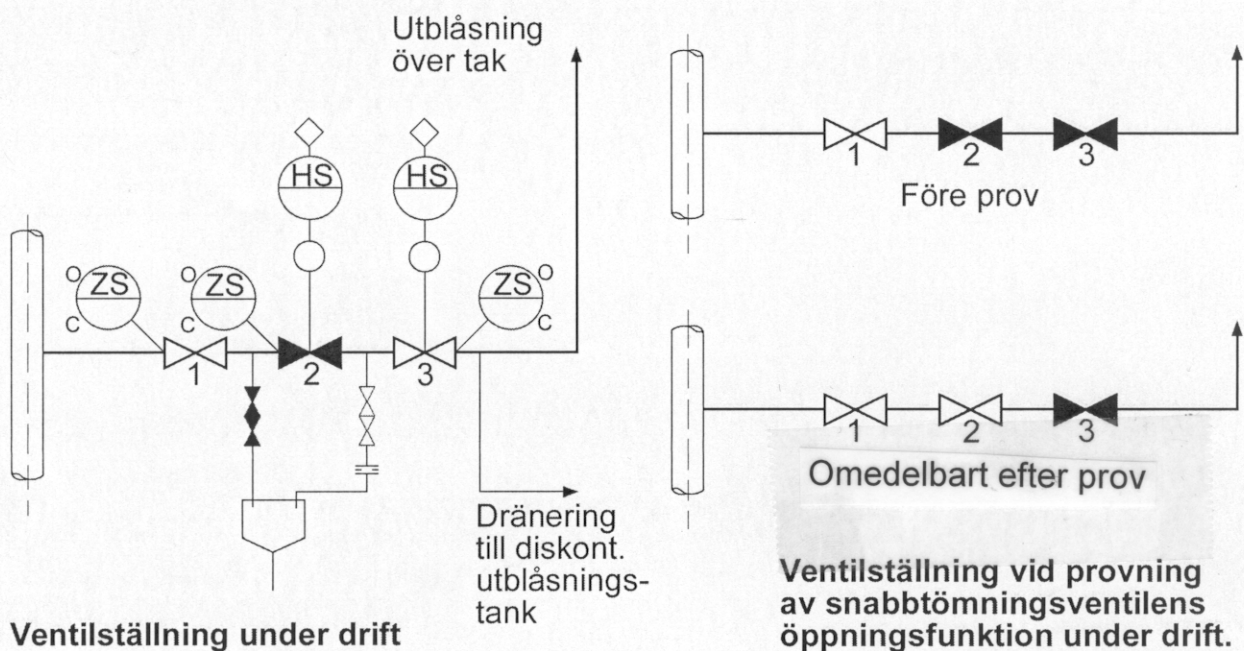 Utblåsning
över tak
HS
HS
O
ZS
C
O
ZS
C
ZS
O
C
1
2
3
Dränering
till diskont.
utblåsnings-
tank
Ventilställning under drift
1
2
3
Före prov
1
2
3
Omedelbart efter prov
Ventilställning vid provning
av snabbtömningsventilens
öppningsfunktion under drift.